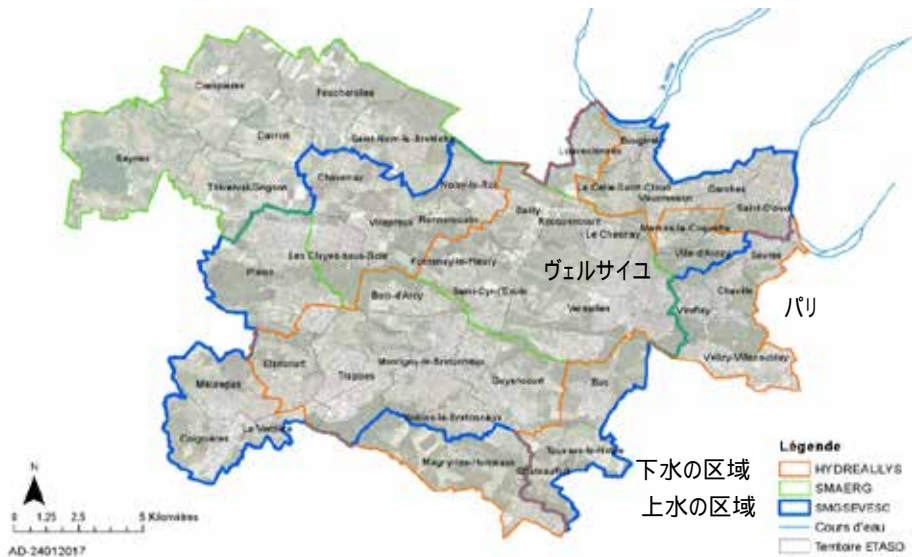 Feucherolles
Saint-Nom-la-Bretèche
Davron
Chavenay
Thiverval-Grignon
Noisy-le-Roi
Louveciennes
Bougival
La Celle-Saint-Cloud
Vaucresson
Garches
Villepreux
Rennemoulin
Bailly
Rocquencourt
Marnes-la-Coquette
Le Chesnay
Ville-d'Avray
Sèvres
Les Clayes-sous-Bois
Fontenay-le-Fleury
ヴェルサイユ
Plaisir
Chaville
パリ
Bois-d'Arcy
Saint-Cyr-l'École
Versailles
Viroflay
Vélizy-Villacoublay
Elancourt
Trappes
Montigny-le-Bretonneux
Guyancourt
Buc
Maurepas
Coignières
La Verrière
Voisins-le-Bretonneux
Magny-les-Hameaux
Châteaufort
Toussus-le-Noble
下水の区域
上水の区域
Légende
HYDREAULYS
SMAERG
SMGSEVESC
Cours d'eau
Territoire ETASO
N
0 1.25 2.5 5 Kilomètres
AD-24012017